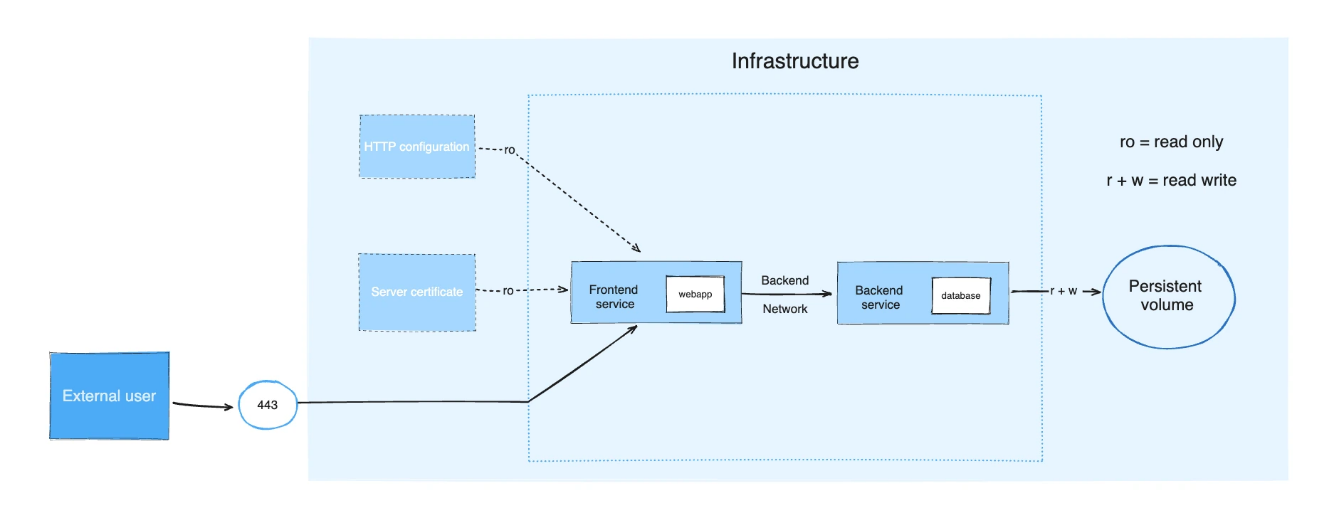 Infrastructure
HTTP configuration
ro
ro = read only
r + w = read write
Server certificate
ro
Frontend
service
webapp
Backend
Network
Backend
service
database
r + w
Persistent
volume
External user
443